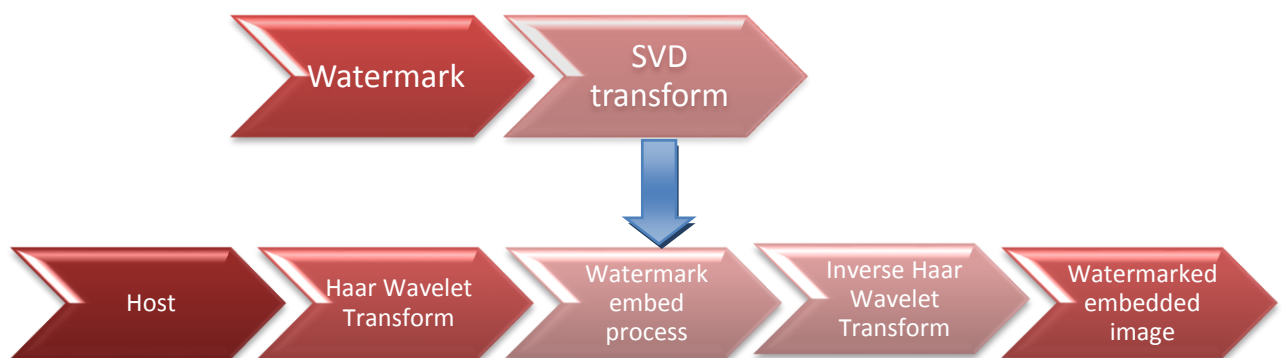 Watermark
SVD
transform
Host
Haar Wavelet
Transform
Watermark
embed
process
Inverse Haar
Wavelet
Transform
Watermarked
embedded
image